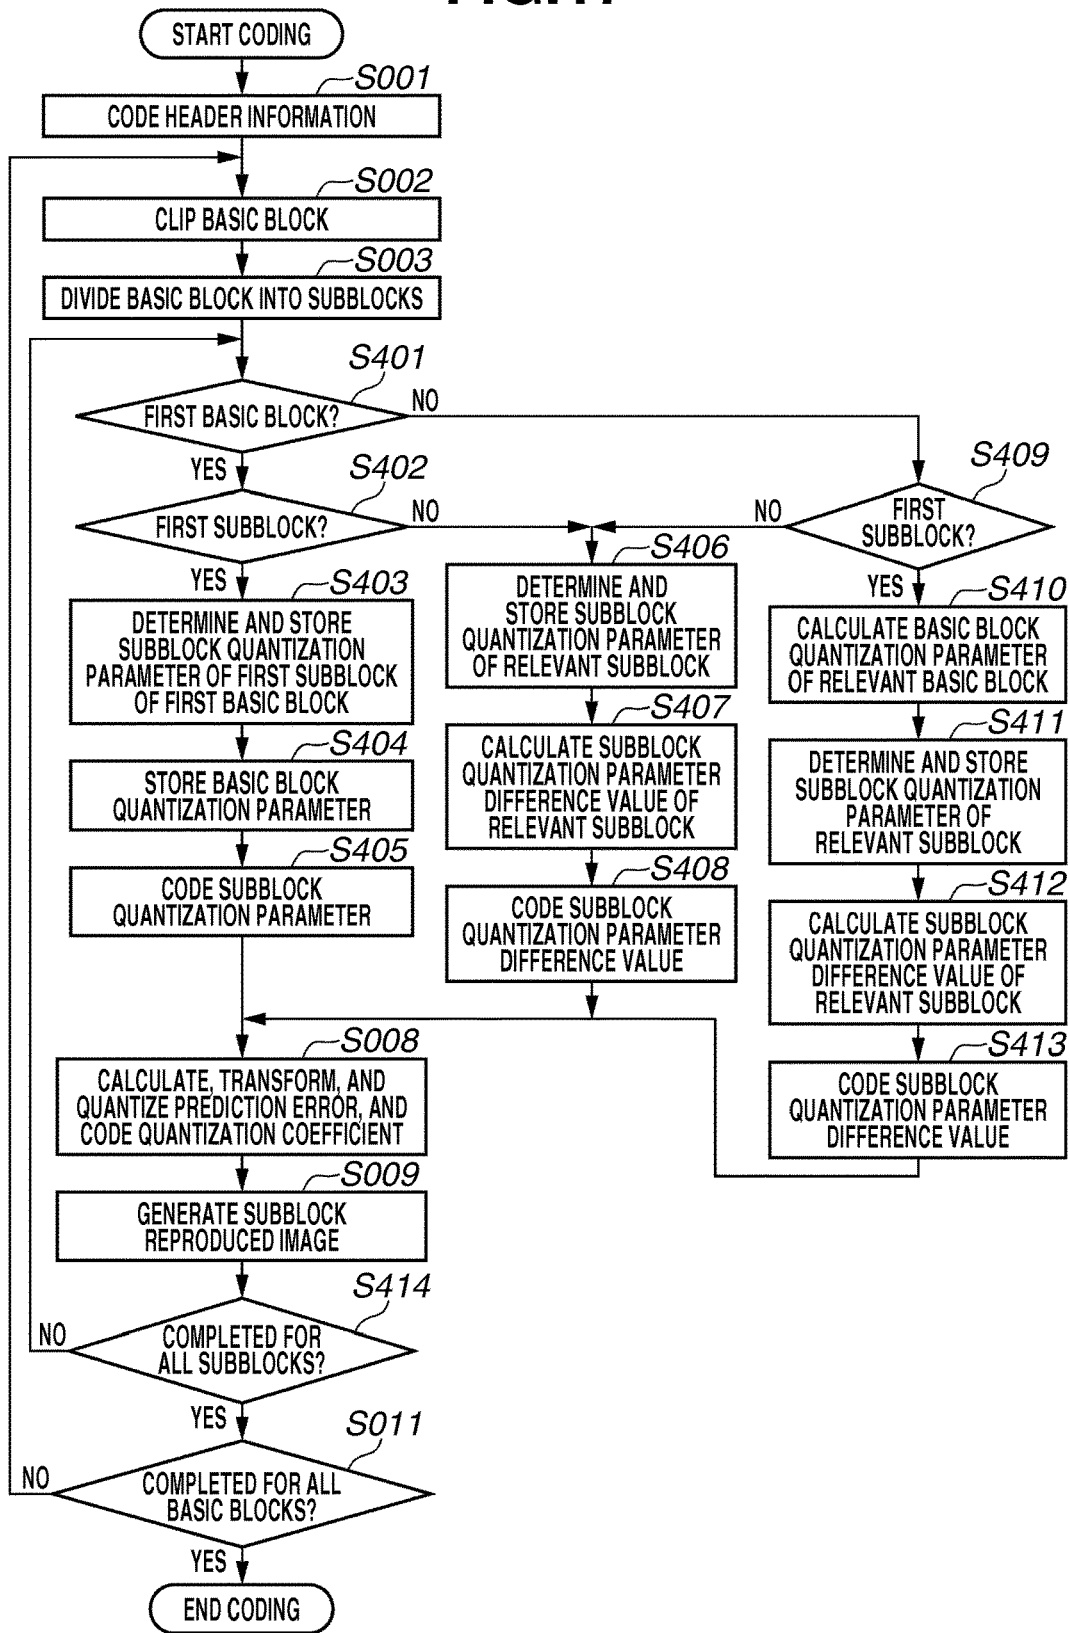 START CODING
S001
CODE HEADER INFORMATION
S002
CLIP BASIC BLOCK
S003
DIVIDE BASIC BLOCK INTO SUBBLOCKS
S401
FIRST BASIC BLOCK?
NO
YES
S402
FIRST SUBBLOCK?
NO
YES
S403
DETERMINE AND STORE
SUBBLOCK QUANTIZATION
PARAMETER OF FIRST SUBBLOCK
OF FIRST BASIC BLOCK
S404
STORE BASIC BLOCK
QUANTIZATION PARAMETER
S405
CODE SUBBLOCK
QUANTIZATION PARAMETER
S406
DETERMINE AND
STORE SUBBLOCK
QUANTIZATION PARAMETER
OF RELEVANT SUBBLOCK
S407
CALCULATE SUBBLOCK
QUANTIZATION PARAMETER
DIFFERENCE VALUE OF
RELEVANT SUBBLOCK
S408
CODE SUBBLOCK
QUANTIZATION PARAMETER
DIFFERENCE VALUE
S409
FIRST
SUBBLOCK?
NO
YES
S410
CALCULATE BASIC BLOCK
QUANTIZATION PARAMETER
OF RELEVANT BASIC BLOCK
S411
DETERMINE AND STORE
SUBBLOCK QUANTIZATION
PARAMETER OF
RELEVANT SUBBLOCK
S412
CALCULATE SUBBLOCK
QUANTIZATION PARAMETER
DIFFERENCE VALUE OF
RELEVANT SUBBLOCK
S413
CODE SUBBLOCK
QUANTIZATION PARAMETER
DIFFERENCE VALUE
S008
CALCULATE, TRANSFORM, AND
QUANTIZE PREDICTION ERROR, AND
CODE QUANTIZATION COEFFICIENT
S009
GENERATE SUBBLOCK
REPRODUCED IMAGE
S414
COMPLETED FOR
ALL SUBBLOCKS?
NO
YES
S011
COMPLETED FOR ALL
BASIC BLOCKS?
NO
YES
END CODING